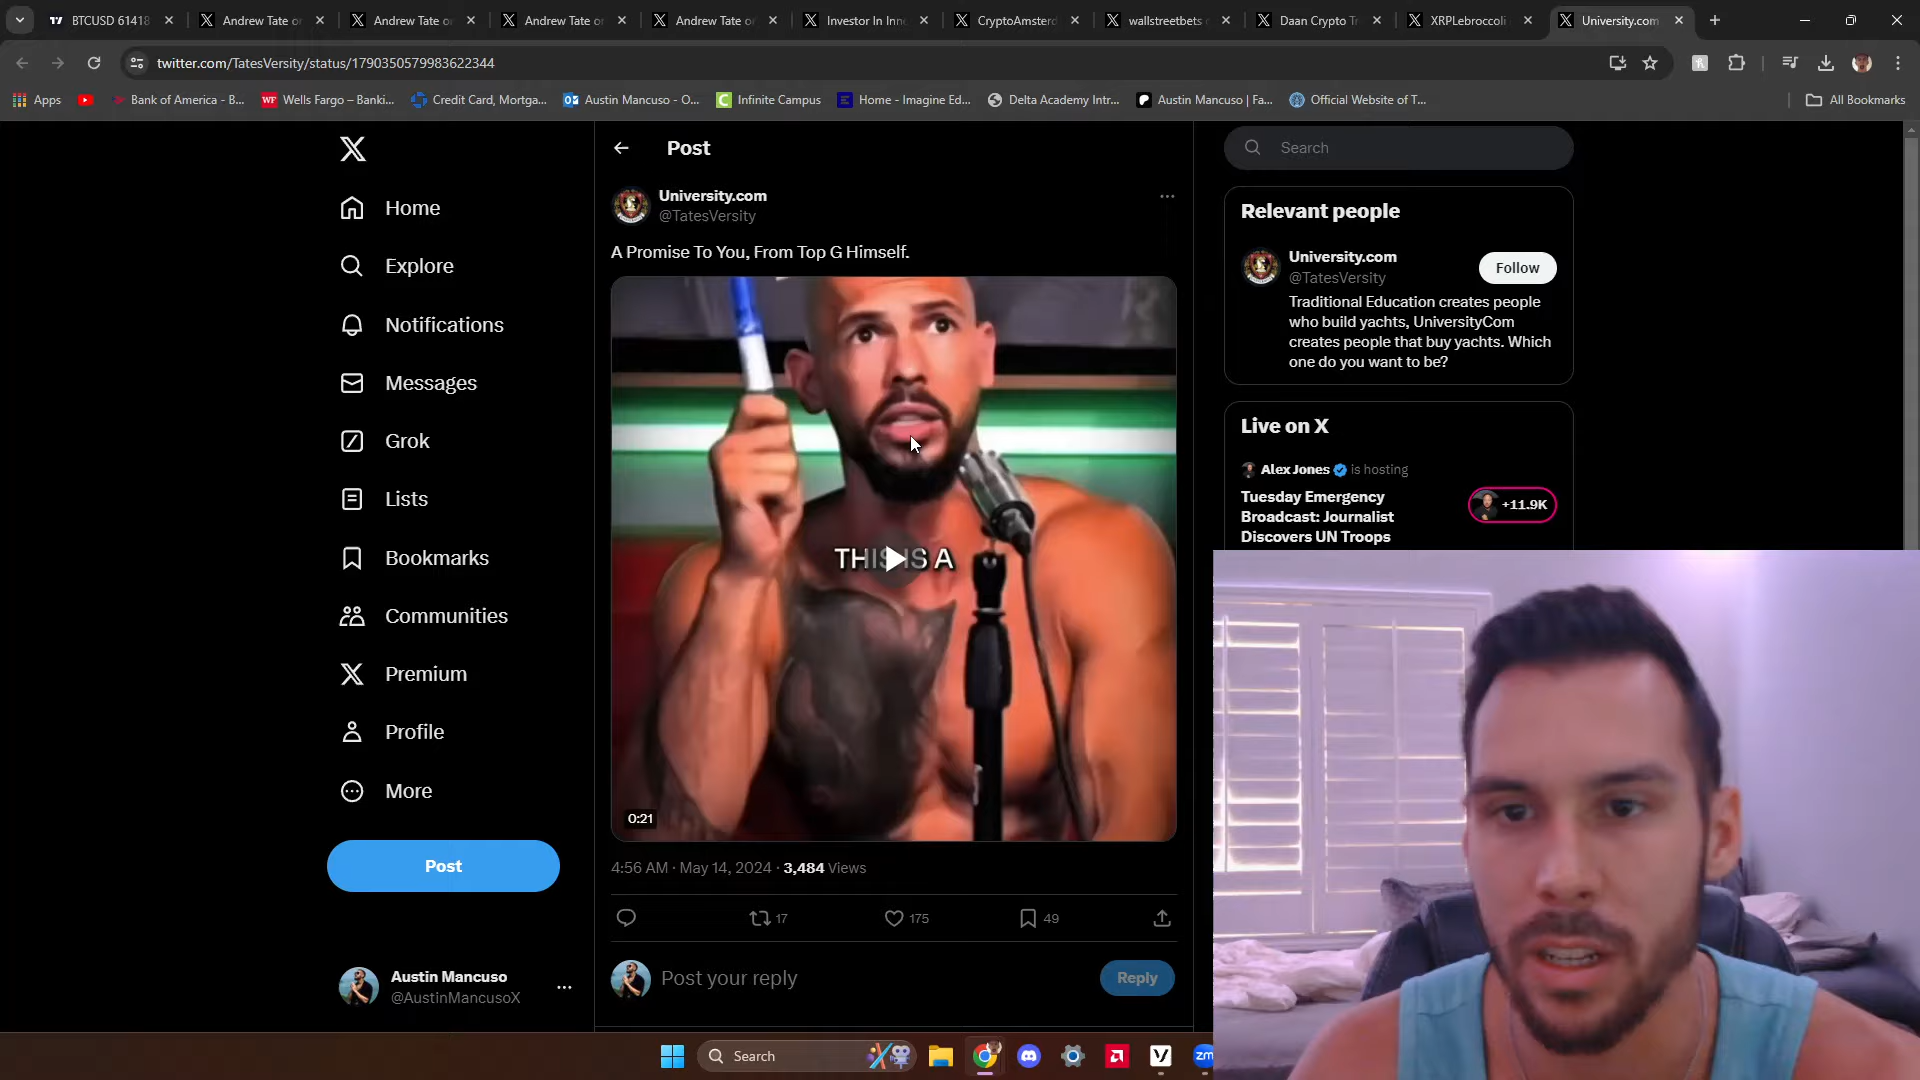 BTCUSD 61418
Andrew Tate or
Andrew Tate or
Andrew Tate or
Andrew Tate or
Investor In Inn
CryptoAmsterd
wallstreetbets
Daan Crypto Tr
XRPLebroccoli
University.com
twitter.com/TatesVersity/status/1790350579983622344
Apps
Bank of America - B...
WF
Wells Fargo – Banki...
Credit Card, Mortga...
Austin Mancuso - O...
Infinite Campus
Home - Imagine Ed...
Delta Academy Intr...
Austin Mancuso | Fa...
Official Website of T...
All Bookmarks
Home
Explore
Notifications
Messages
Grok
Lists
Bookmarks
Communities
Premium
Profile
More
Post
Austin Mancuso
@AustinMancusoX
Post
University.com
@TatesVersity
A Promise To You, From Top G Himself.
THIS IS A
0:21
4:56 AM · May 14, 2024 · 3,484 Views
17
175
49
Post your reply
Reply
Search
Relevant people
University.com
@TatesVersity
Follow
Traditional Education creates people
who build yachts, UniversityCom
creates people that buy yachts. Which
one do you want to be?
Live on X
Alex Jones is hosting
Tuesday Emergency
Broadcast: Journalist
Discovers UN Troops
+11.9K
Search
zm